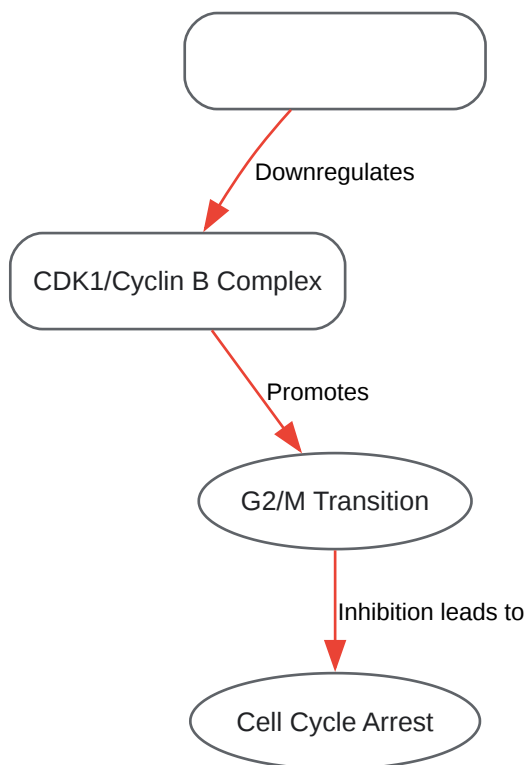 Downregulates
CDK1/Cyclin B Complex
Promotes
G2/M Transition
Inhibition leads to
Cell Cycle Arrest